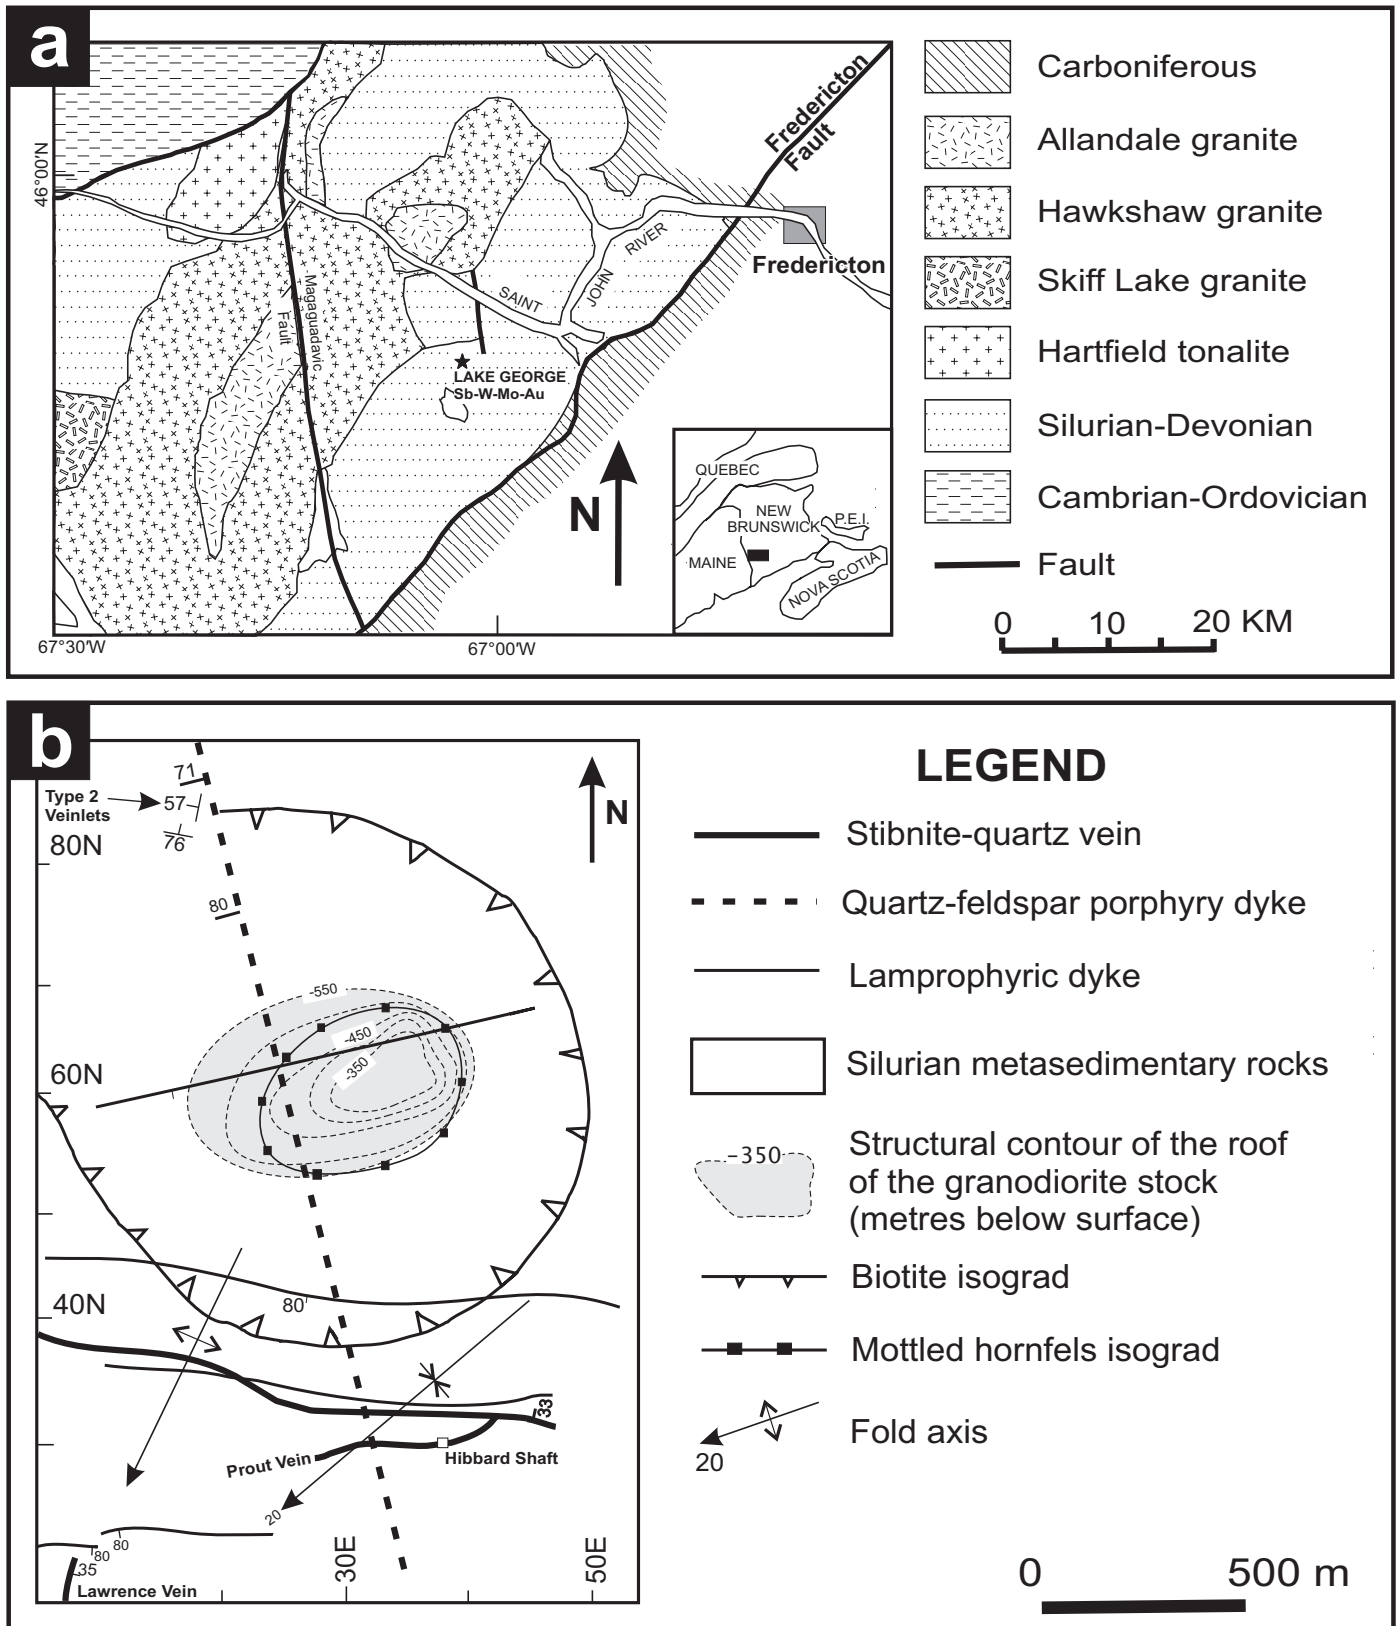 a
Fredericton
Fault
46°00'N
Magaguadavic
Fault
SAINT
JOHN
RIVER
Fredericton
LAKE GEORGE
Sb-W-Mo-Au
N
QUEBEC
NEW
BRUNSWICK
P.E.I.
MAINE
NOVA SCOTIA
67°30'W
67°00'W
Carboniferous
Allandale granite
Hawkshaw granite
Skiff Lake granite
Hartfield tonalite
Silurian-Devonian
Cambrian-Ordovician
Fault
0 10 20 KM
b
71
Type 2
Veinlets
57
76
80N
80
N
-550
-450
-350
60N
40N
80
33
Prout Vein
Hibbard Shaft
20
80
80
35
Lawrence Vein
30E
50E
LEGEND
Stibnite-quartz vein
Quartz-feldspar porphyry dyke
Lamprophyric dyke
Silurian metasedimentary rocks
-350
Structural contour of the roof
of the granodiorite stock
(metres below surface)
Biotite isograd
Mottled hornfels isograd
Fold axis
20
0 500 m